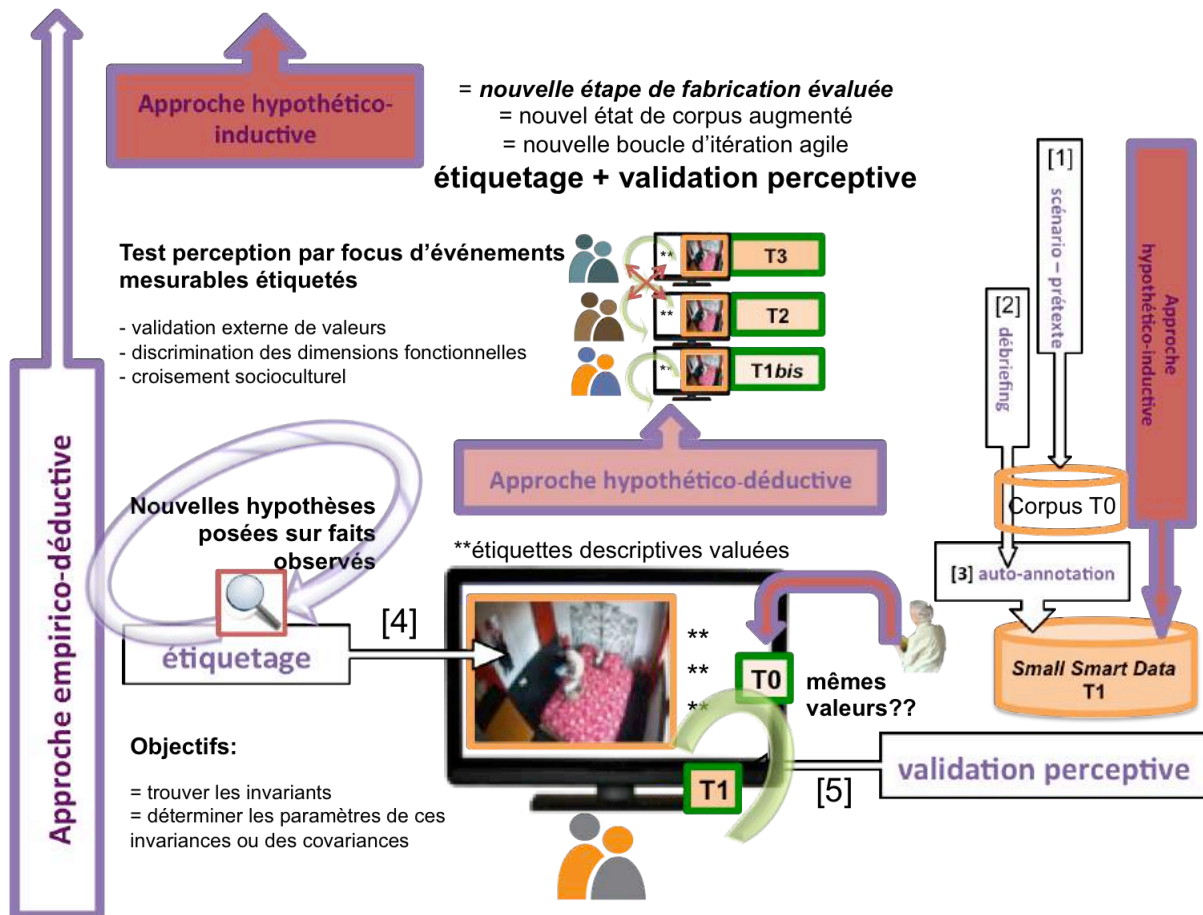 Approche hypothético-
inductive
= nouvelle étape de fabrication évaluée
= nouvel état de corpus augmenté
= nouvelle boucle d'itération agile
étiquetage + validation perceptive
[1]
scénario – prétexte
Approche
hypothético-inductive
Test perception par focus d'événements
mesurables étiquetés
- validation externe de valeurs
- discrimination des dimensions fonctionnelles
- croisement socioculturel
**
T3
**
T2
**
T1bis
[2]
débriefing
Approche empirico-déductive
Approche hypothético-déductive
Nouvelles hypothèses
posées sur faits
observés
Corpus T0
**étiquettes descriptives valuées
[3] auto-annotation
[4]
étiquetage
**
**
**
T0
mêmes
valeurs??
Small Smart Data
T1
Objectifs:
= trouver les invariants
= déterminer les paramètres de ces
invariances ou des covariances
T1
[5]
validation perceptive